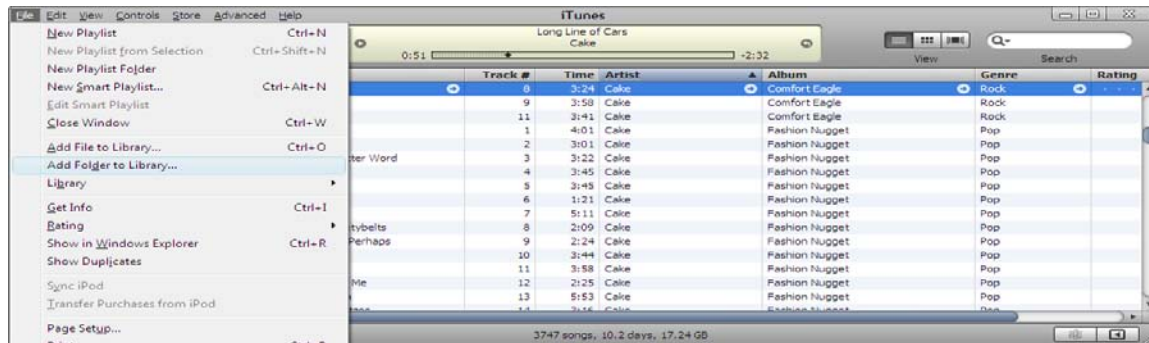 File Edit View Controls Store Advanced Help
iTunes
New Playlist Ctrl+N
New Playlist from Selection Ctrl+Shift+N
New Playlist Folder
New Smart Playlist... Ctrl+Alt+N
Edit Smart Playlist
Close Window Ctrl+W
Add File to Library... Ctrl+O
Add Folder to Library...
Library
Get Info Ctrl+I
Rating
Show in Windows Explorer Ctrl+R
Show Duplicates
Sync iPod
Transfer Purchases from iPod
Page Setup...
Long Line of Cars
Cake
0:51 -2:32
View
Search
Track # Time Artist Album Genre Rating
8 3:24 Cake Comfort Eagle Rock
9 3:58 Cake Comfort Eagle Rock
11 3:41 Cake Comfort Eagle Rock
1 4:01 Cake Fashion Nugget Pop
2 3:01 Cake Fashion Nugget Pop
ter Word 3 3:22 Cake Fashion Nugget Pop
4 3:45 Cake Fashion Nugget Pop
5 3:45 Cake Fashion Nugget Pop
6 1:21 Cake Fashion Nugget Pop
7 5:11 Cake Fashion Nugget Pop
tybelts 8 2:09 Cake Fashion Nugget Pop
Perhaps 9 2:24 Cake Fashion Nugget Pop
10 3:44 Cake Fashion Nugget Pop
11 3:58 Cake Fashion Nugget Pop
Me 12 2:25 Cake Fashion Nugget Pop
13 5:53 Cake Fashion Nugget Pop
3747 songs, 10.2 days, 17.24 GB